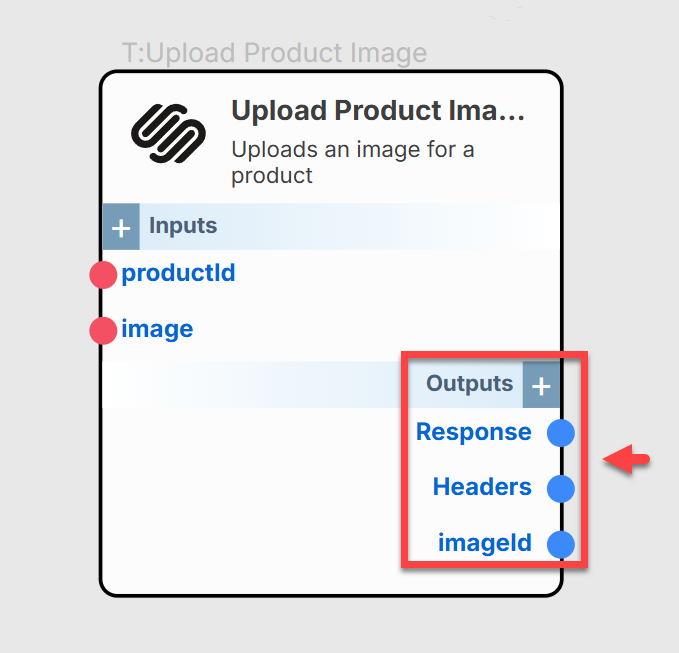 T:Upload Product Image
Upload Product Ima...
Uploads an image for a
product
+ Inputs
productId
image
Outputs +
Response
Headers
imageId